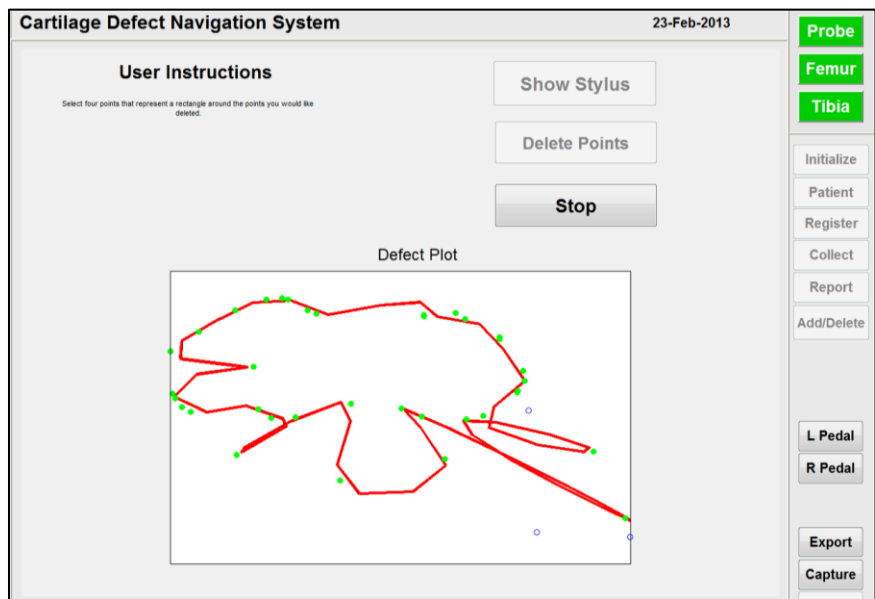 Cartilage Defect Navigation System
23-Feb-2013
User Instructions
Select four points that represent a rectangle around the points you would like
deleted.
Show Stylus
Delete Points
Stop
Defect Plot
Probe
Femur
Tibia
Initialize
Patient
Register
Collect
Report
Add/Delete
L Pedal
R Pedal
Export
Capture